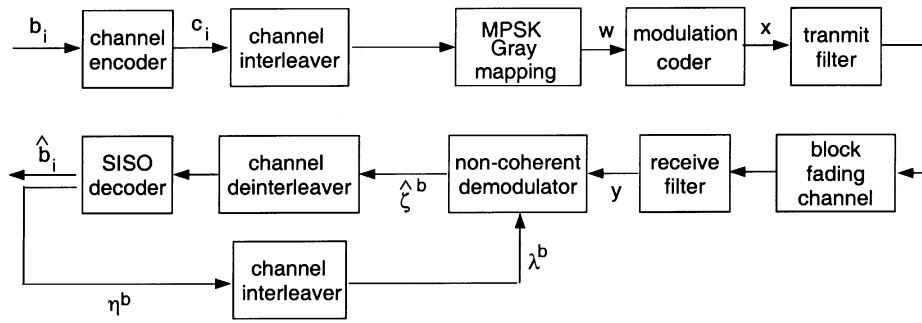 b_i
channel
encoder
c_i
channel
interleaver
MPSK
Gray
mapping
w
modulation
coder
x
tranmit
filter
b̂_i
SISO
decoder
channel
deinterleaver
ζ̂^b
non-coherent
demodulator
y
receive
filter
block
fading
channel
η^b
channel
interleaver
λ^b